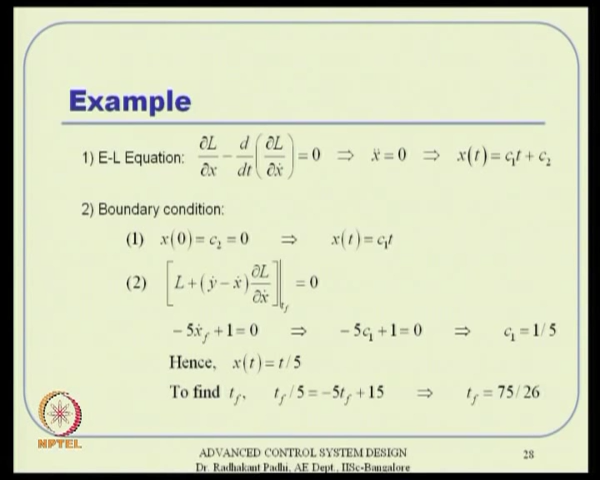 Example
1) E-L Equation: ∂L/∂x − d/dt(∂L/∂ẋ) = 0 ⇒ ẍ = 0 ⇒ x(t) = c₁t + c₂
2) Boundary condition:
(1) x(0) = c₂ = 0 ⇒ x(t) = c₁t
(2) [L + (ẏ − ẋ) ∂L/∂ẋ]|t_f = 0
−5ẋ_f + 1 = 0 ⇒ −5c₁ + 1 = 0 ⇒ c₁ = 1/5
Hence, x(t) = t/5
To find t_f, t_f/5 = −5t_f + 15 ⇒ t_f = 75/26
NPTEL
ADVANCED CONTROL SYSTEM DESIGN
Dr. Radhakant Padhi, AE Dept., IISc-Bangalore
28